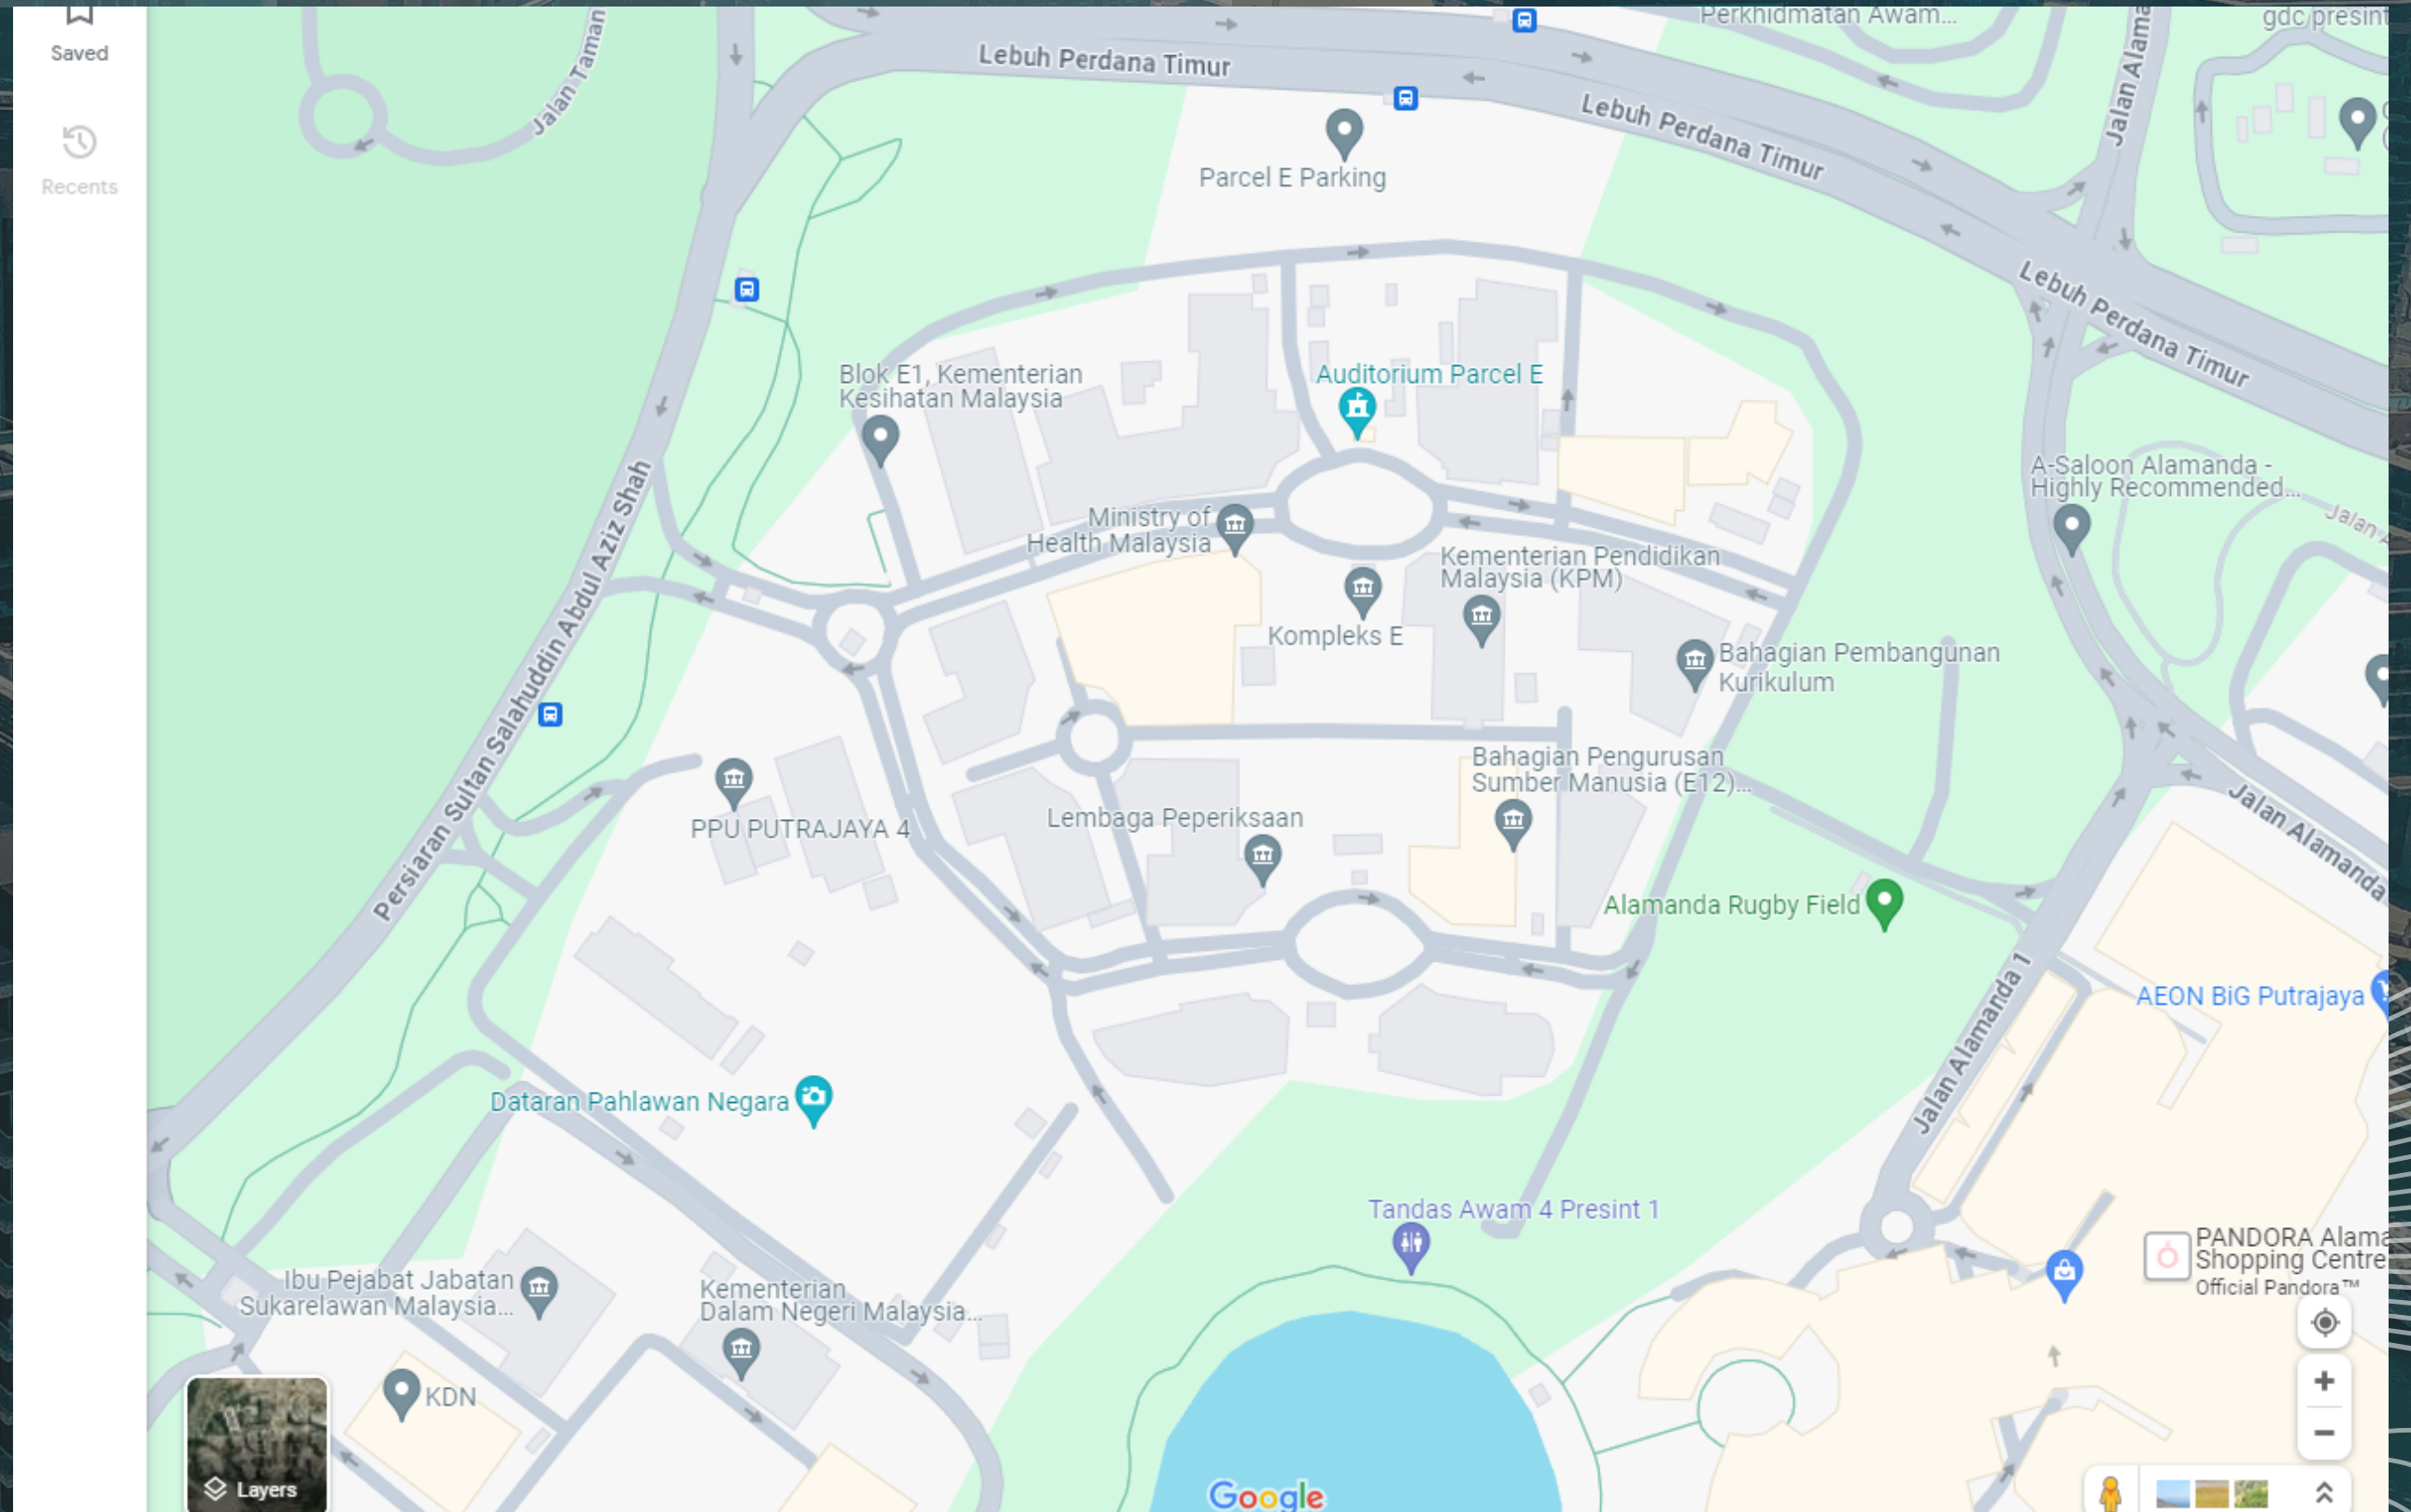 Saved
Recents
Jalan Taman
Lebuh Perdana Timur
Perkhidmatan Awam...
Jalan Alama
gdc presint
Lebuh Perdana Timur
Parcel E Parking
Lebuh Perdana Timur
Blok E1, Kementerian
Kesihatan Malaysia
Auditorium Parcel E
A-Saloon Alamanda -
Highly Recommended...
Jalan A
Persiaran Sultan Salahuddin Abdul Aziz Shah
Ministry of
Health Malaysia
Kementerian Pendidikan
Malaysia (KPM)
Kompleks E
Bahagian Pembangunan
Kurikulum
Bahagian Pengurusan
Sumber Manusia (E12)...
PPU PUTRAJAYA 4
Lembaga Peperiksaan
Jalan Alamanda
Alamanda Rugby Field
AEON BiG Putrajaya
Jalan Alamanda 1
Dataran Pahlawan Negara
Tandas Awam 4 Presint 1
PANDORA Alama
Shopping Centre
Official Pandora™
Ibu Pejabat Jabatan
Sukarelawan Malaysia...
Kementerian
Dalam Negeri Malaysia...
KDN
Layers
Google